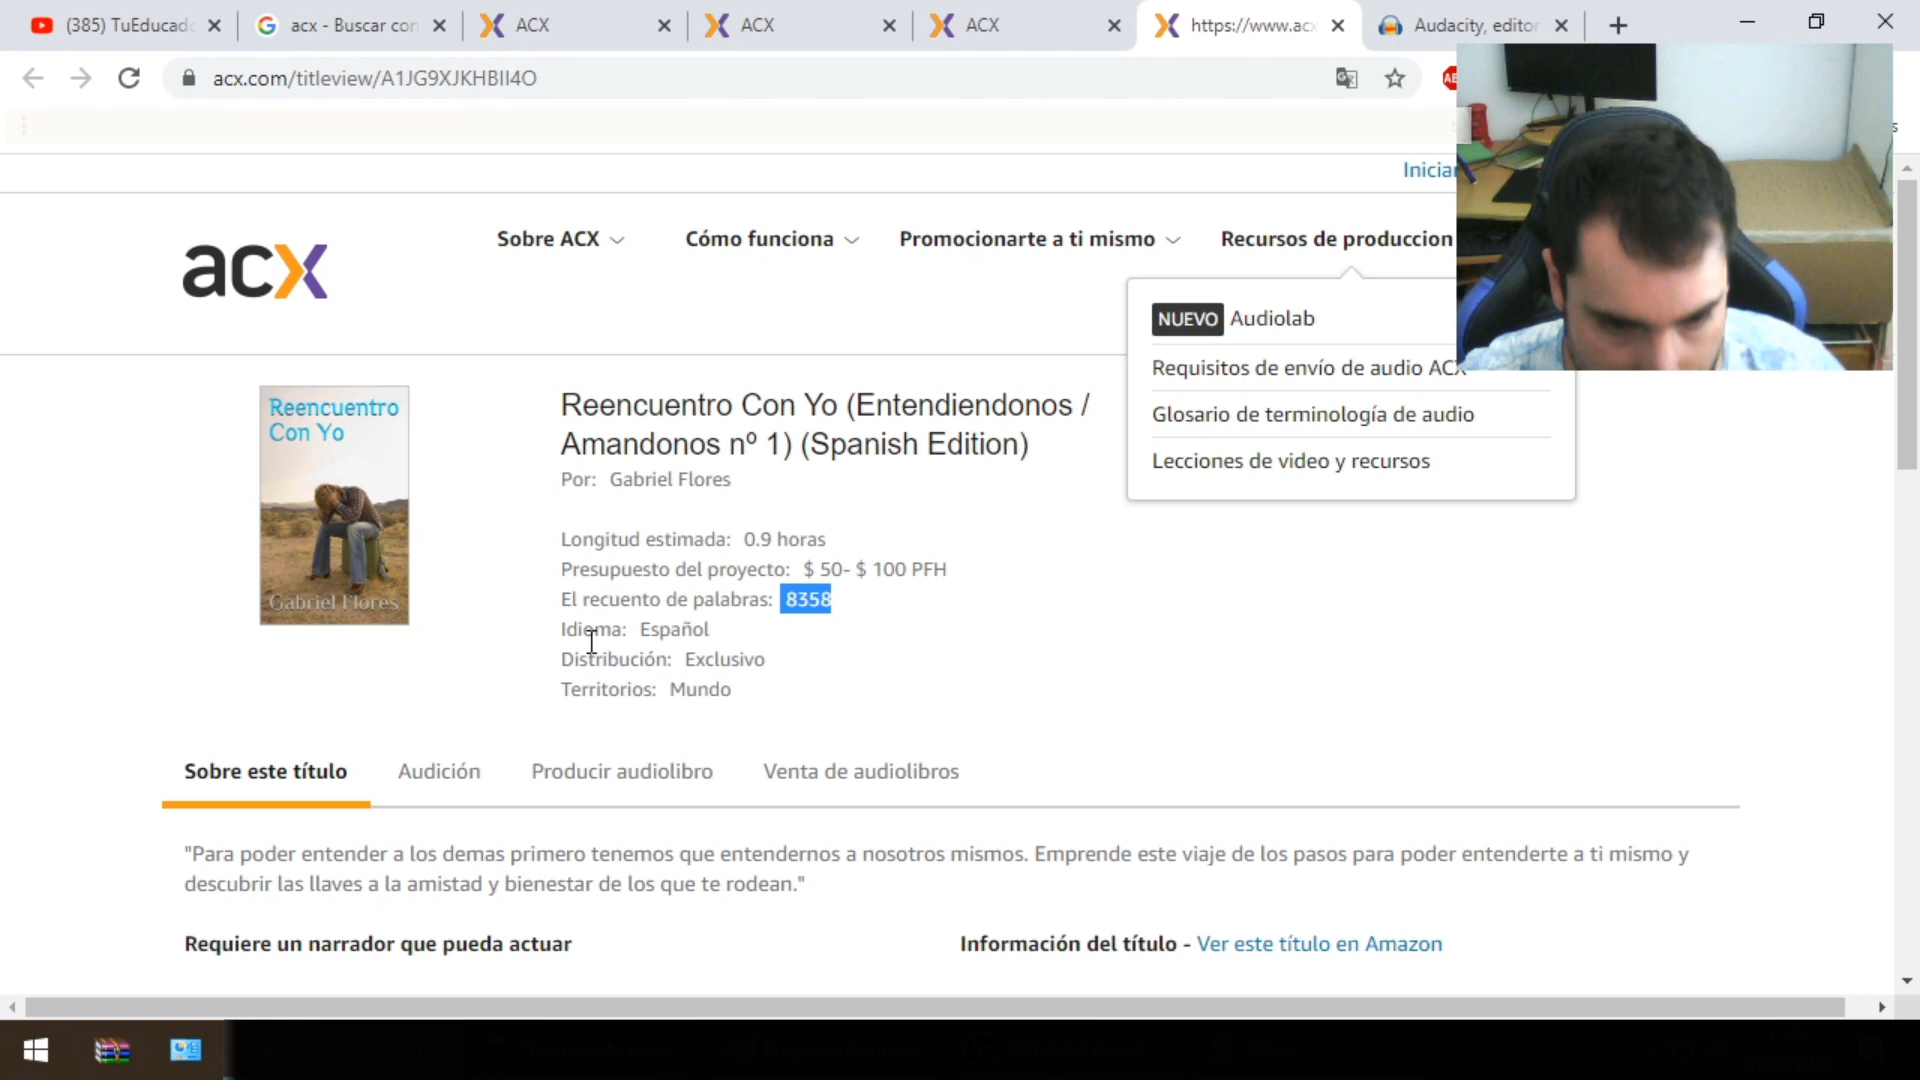 (385) TuEducado
acx - Buscar con
ACX
ACX
ACX
https://www.acx
Audacity, editor
acx.com/titleview/A1JG9XJKHBII4O
Iniciar
acx
Sobre ACX
Cómo funciona
Promocionarte a ti mismo
Recursos de produccion
NUEVO Audiolab
Requisitos de envío de audio ACX
Glosario de terminología de audio
Lecciones de video y recursos
Reencuentro
Con Yo
Gabriel Flores
Reencuentro Con Yo (Entendiendonos /
Amandonos nº 1) (Spanish Edition)
Por: Gabriel Flores
Longitud estimada: 0.9 horas
Presupuesto del proyecto: $ 50- $ 100 PFH
El recuento de palabras: 8358
Idioma: Español
Distribución: Exclusivo
Territorios: Mundo
Sobre este título
Audición
Producir audiolibro
Venta de audiolibros
"Para poder entender a los demas primero tenemos que entendernos a nosotros mismos. Emprende este viaje de los pasos para poder entenderte a ti mismo y
descubrir las llaves a la amistad y bienestar de los que te rodean."
Requiere un narrador que pueda actuar
Información del título - Ver este título en Amazon